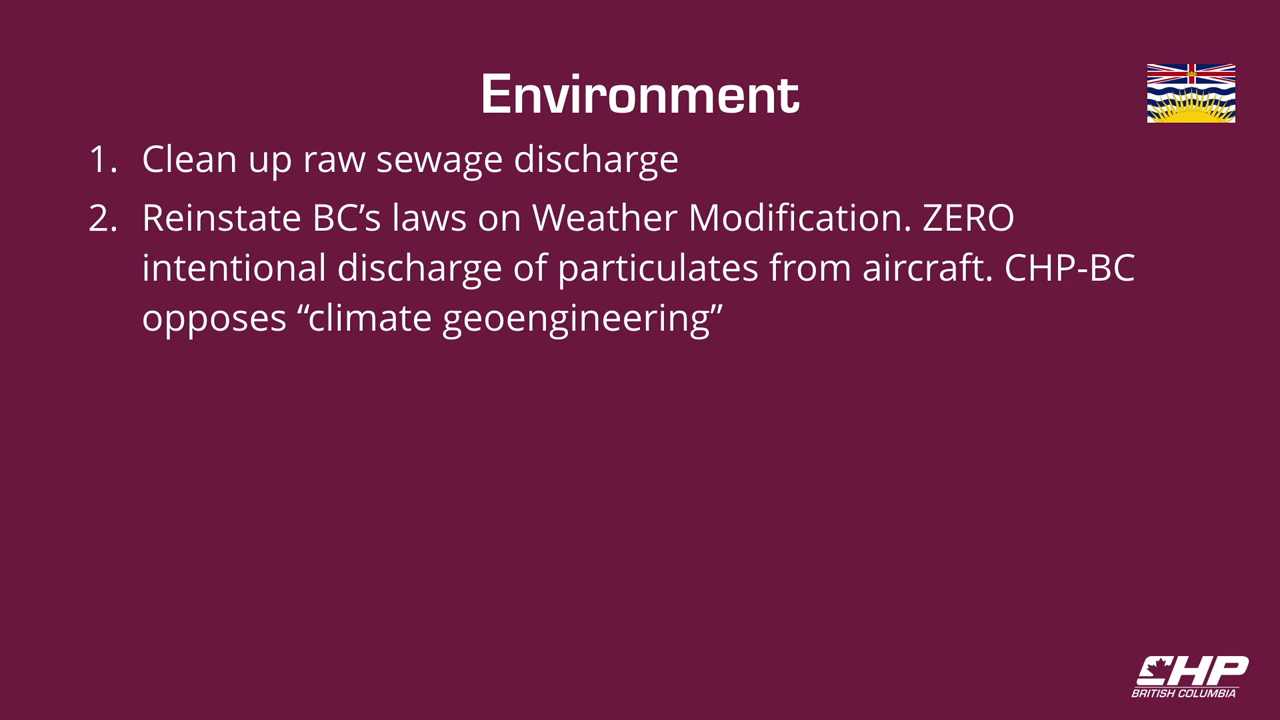 Environment
1. Clean up raw sewage discharge
2. Reinstate BC’s laws on Weather Modification. ZERO
intentional discharge of particulates from aircraft. CHP-BC
opposes “climate geoengineering”
CHP
BRITISH COLUMBIA